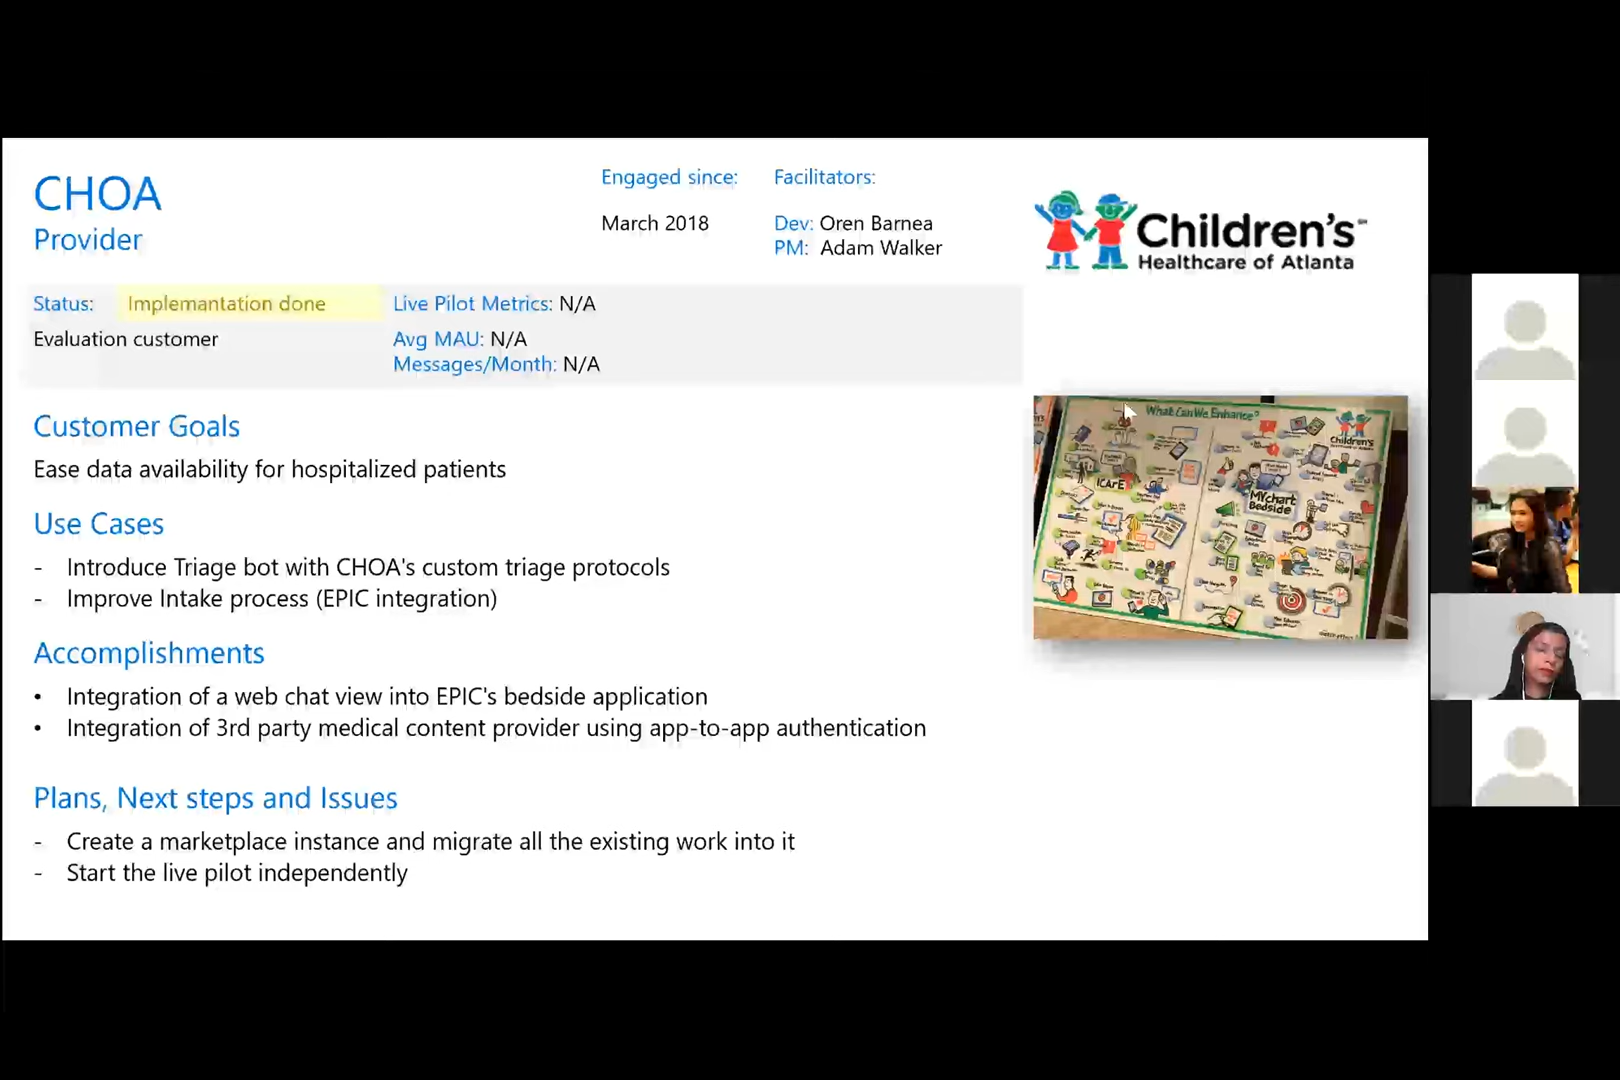 CHOA
Provider
Engaged since:
March 2018
Facilitators:
Dev: Oren Barnea
PM: Adam Walker
Children's
Healthcare of Atlanta
Status: Implemantation done
Evaluation customer
Live Pilot Metrics: N/A
Avg MAU: N/A
Messages/Month: N/A
Customer Goals
Ease data availability for hospitalized patients
Use Cases
- Introduce Triage bot with CHOA's custom triage protocols
- Improve Intake process (EPIC integration)
Accomplishments
• Integration of a web chat view into EPIC's bedside application
• Integration of 3rd party medical content provider using app-to-app authentication
Plans, Next steps and Issues
- Create a marketplace instance and migrate all the existing work into it
- Start the live pilot independently
What Can We Enhance?
Children's
ICARET
MYchart
Bedside